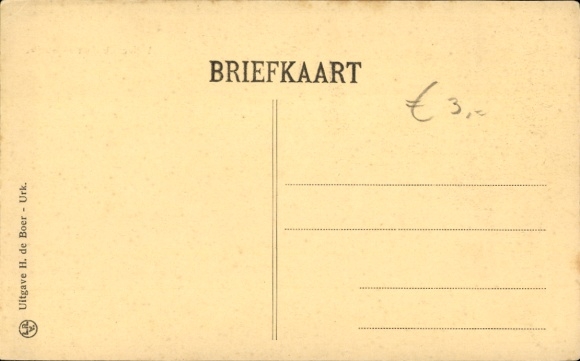 BRIEFKAART
€ 3,=
Uitgave H. de Boer - Urk.